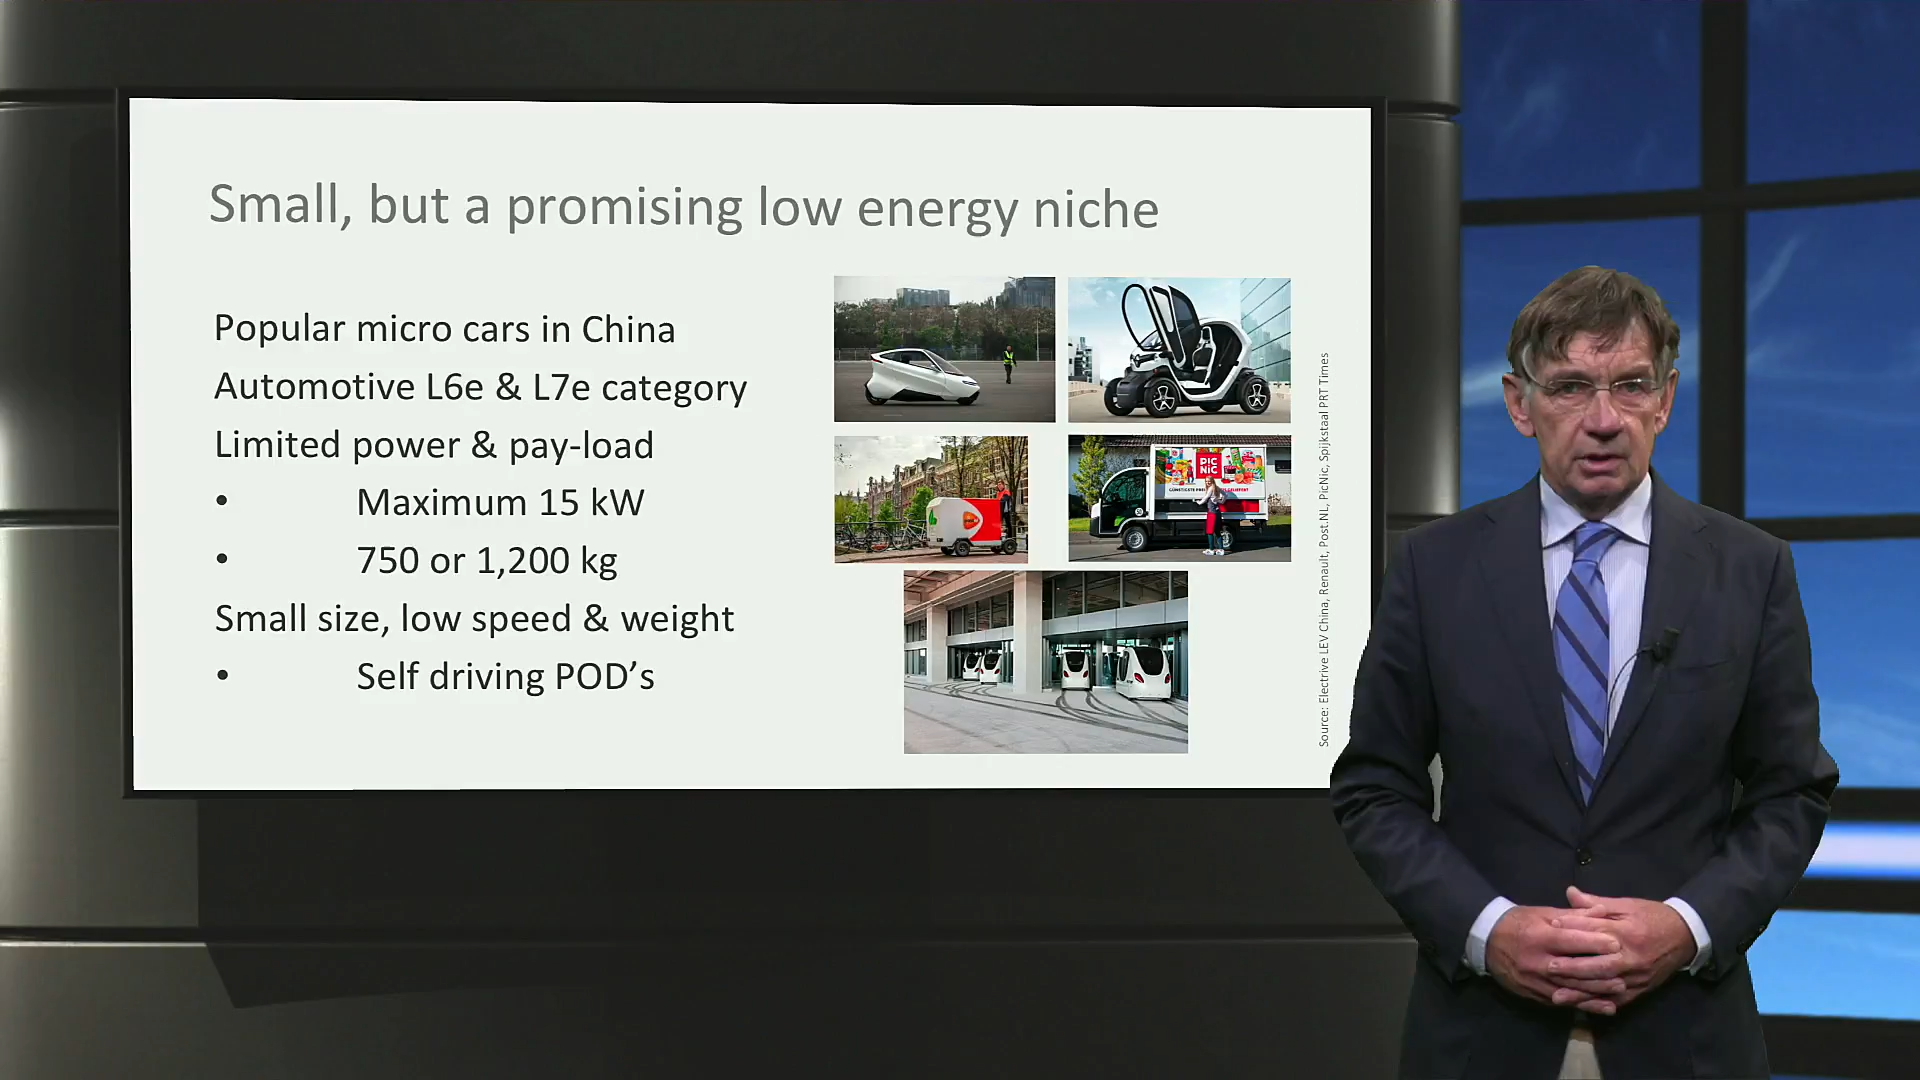 Small, but a promising low energy niche
Popular micro cars in China
Automotive L6e & L7e category
Limited power & pay-load
• Maximum 15 kW
• 750 or 1,200 kg
Small size, low speed & weight
• Self driving POD's
PIC
NIC
Source: Electrive LEV China, Renault, Post.NL, PicNic, Spijkstaal PRT Times